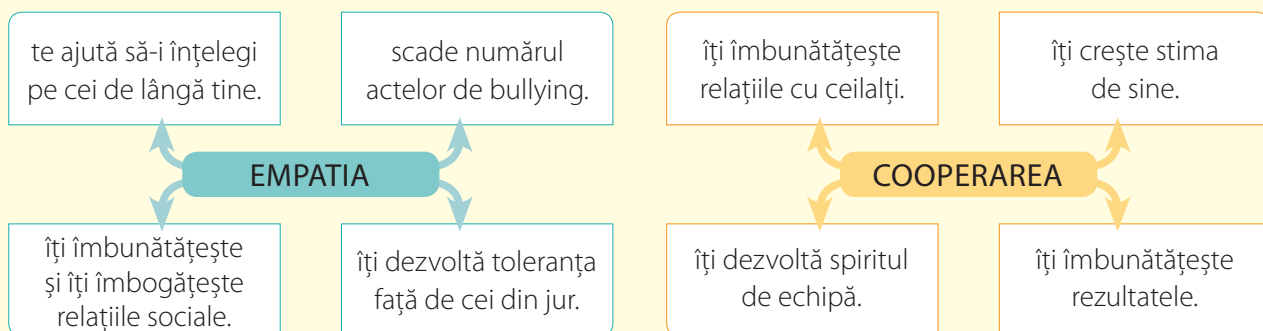 te ajută să-i înțelegi
pe cei de lângă tine.
scade numărul
actelor de bullying.
EMPATIA
îți îmbunătățește
și îți îmbogățește
relațiile sociale.
îți dezvoltă toleranța
față de cei din jur.
îți îmbunătățește
relațiile cu ceilalți.
îți crește stima
de sine.
COOPERAREA
îți dezvoltă spiritul
de echipă.
îți îmbunătățește
rezultatele.